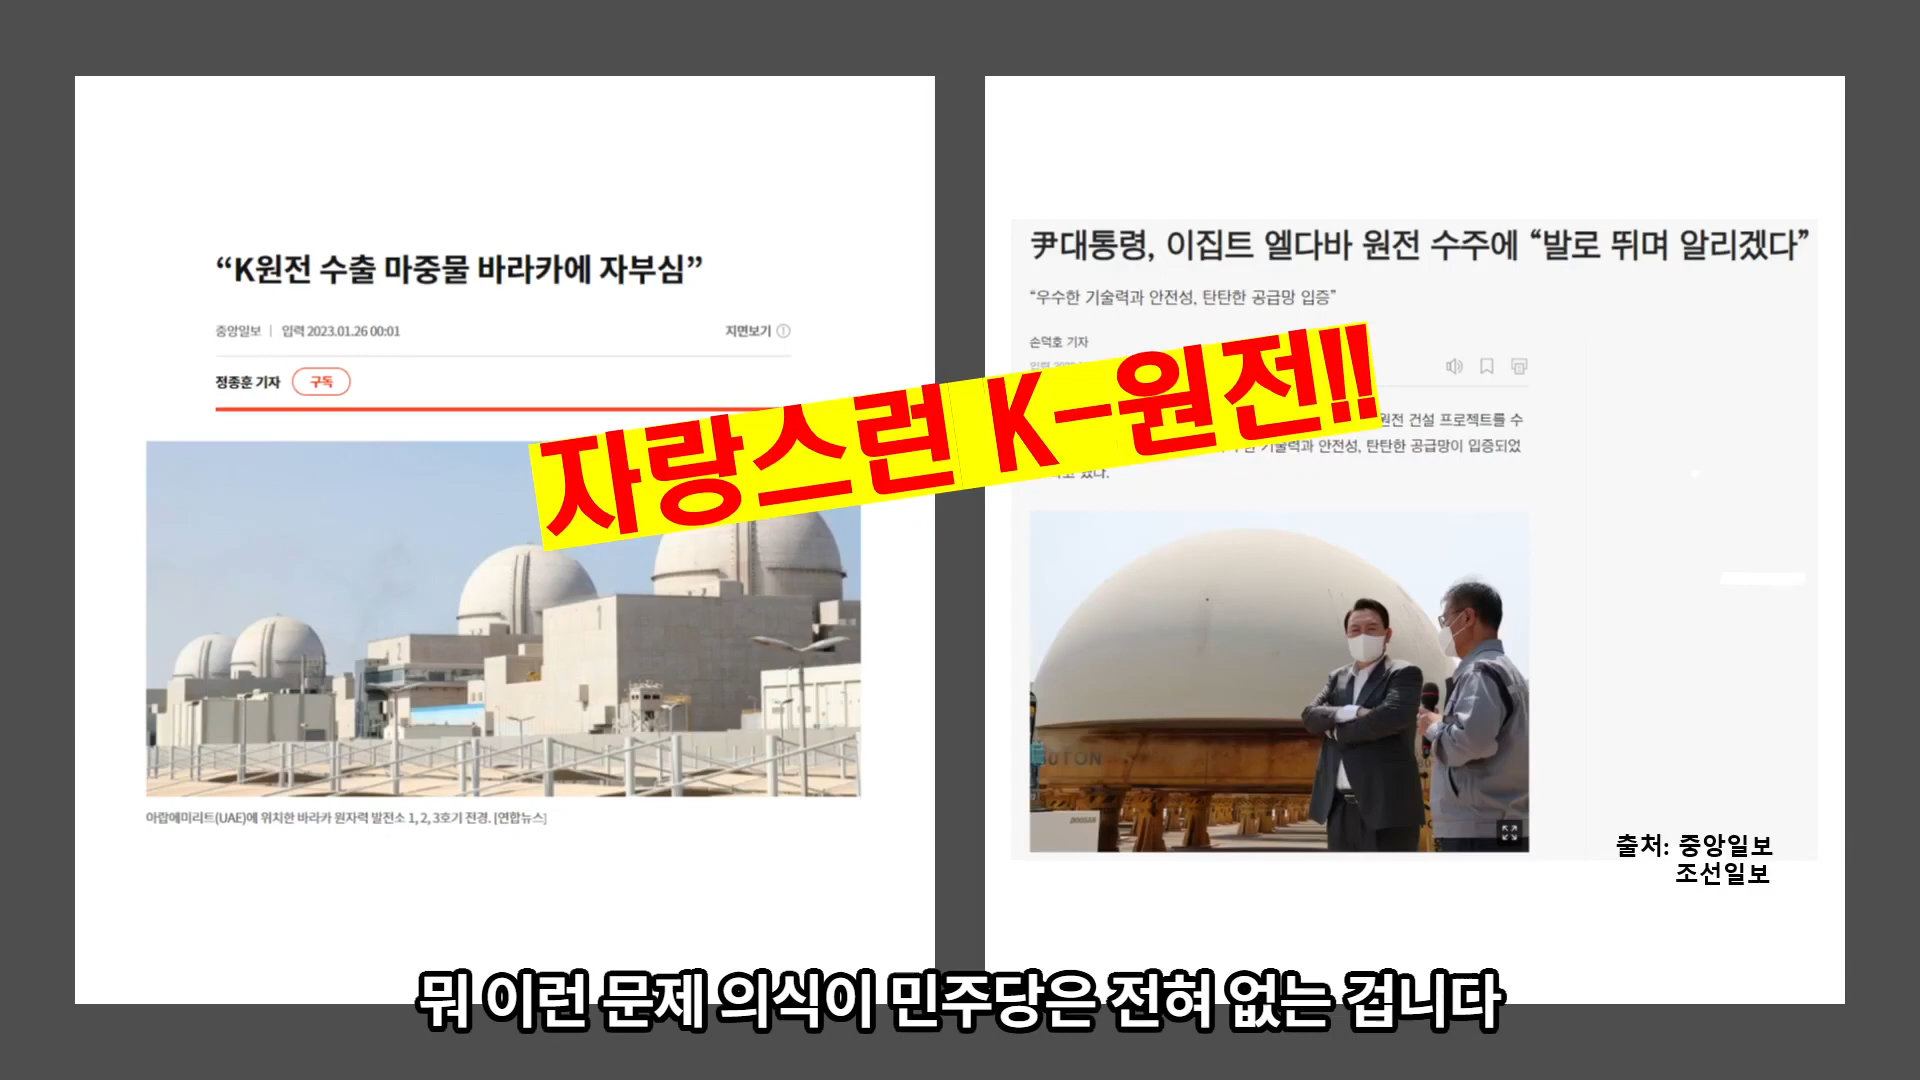 “K원전 수출 마중물 바라카에 자부심”
중앙일보 | 입력 2023.01.26 00:01
지면보기
정종훈 기자
구독
아랍에미리트(UAE)에 위치한 바라카 원자력 발전소 1, 2, 3호기 전경. [연합뉴스]
자랑스런 K-원전!!
尹대통령, 이집트 엘다바 원전 수주에 “발로 뛰며 알리겠다”
“우수한 기술력과 안전성, 탄탄한 공급망 입증”
손덕호 기자
입력
원전 건설 프로젝트를 수
기술력과 안전성, 탄탄한 공급망이 입증되었
했다.
DOOSAN
출처: 중앙일보
조선일보
뭐 이런 문제 의식이 민주당은 전혀 없는 겁니다